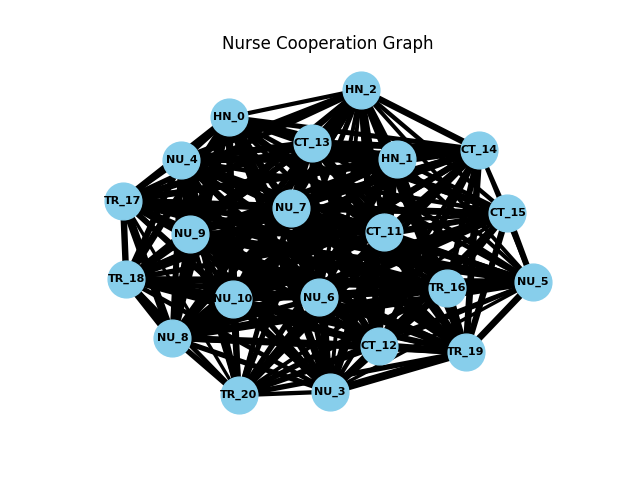 Nurse Cooperation Graph
HN_2
HN_0
CT_13
CT_14
HN_1
NU_4
TR_17
NU_7
CT_15
CT_11
NU_9
TR_18
NU_5
TR_16
NU_6
NU_10
NU_8
CT_12
TR_19
NU_3
TR_20